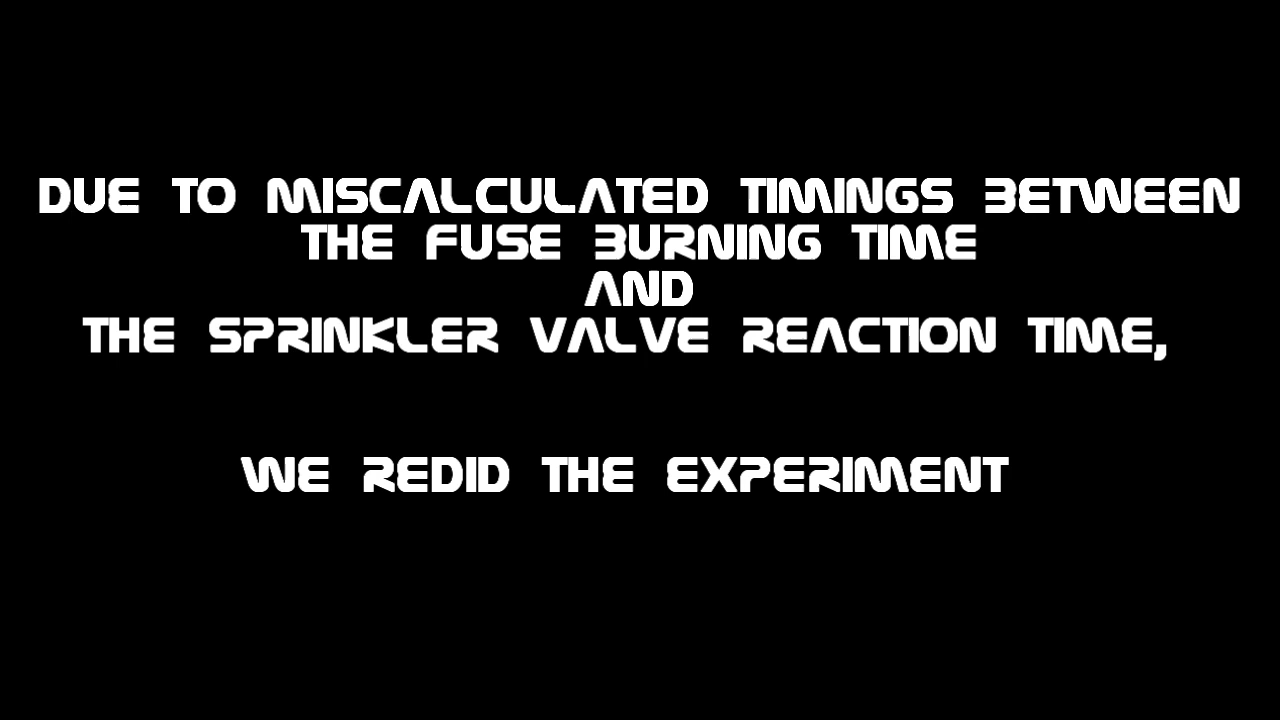 DUE TO MISCALCULATED TIMINGS BETWEEN
THE FUSE BURNING TIME
AND
THE SPRINKLER VALVE REACTION TIME,
WE REDID THE EXPERIMENT